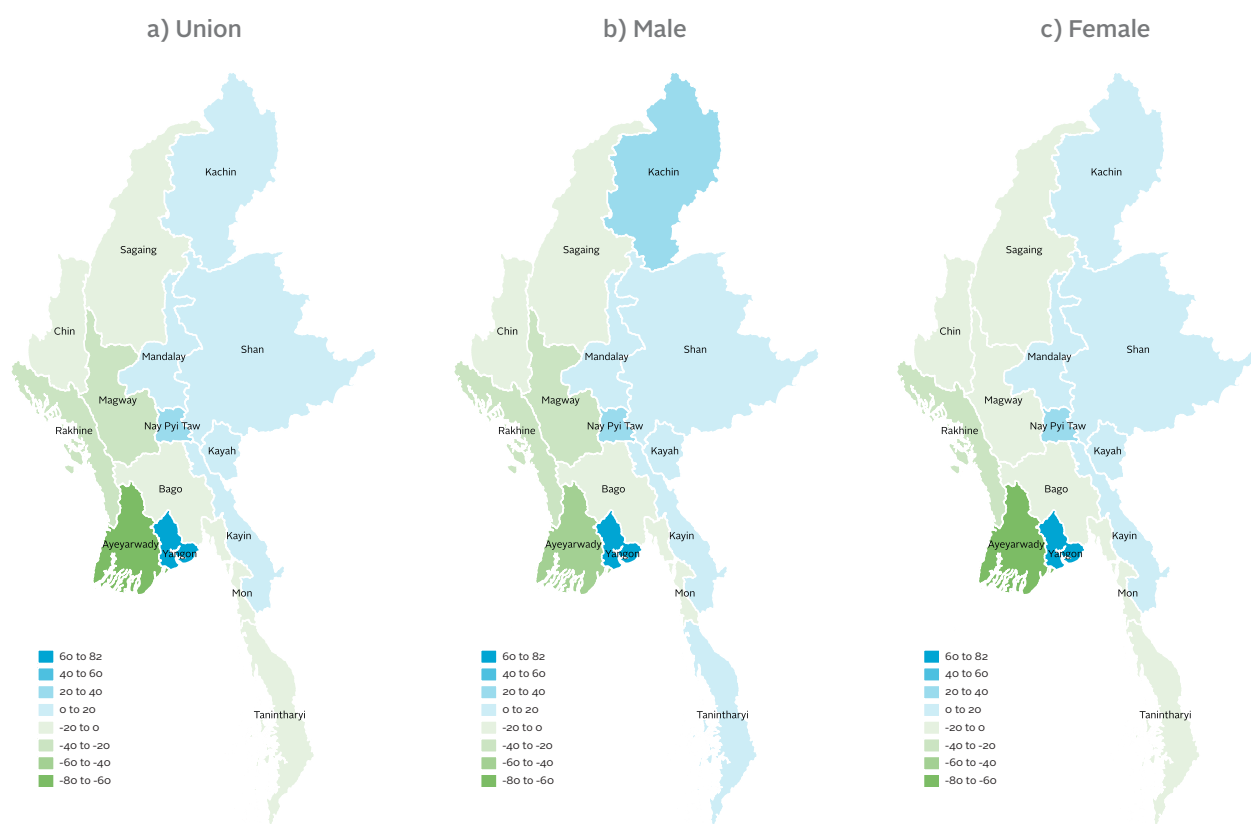 a) Union
Kachin
Sagaing
Chin
Shan
Mandalay
Magway
Nay Pyi Taw
Rakhine
Kayah
Bago
Kayin
Ayeyarwady
Yangon
Mon
Tanintharyi
60 to 82
40 to 60
20 to 40
0 to 20
-20 to 0
-40 to -20
-60 to -40
-80 to -60
b) Male
Kachin
Sagaing
Chin
Shan
Mandalay
Magway
Nay Pyi Taw
Rakhine
Kayah
Bago
Kayin
Ayeyarwady
Yangon
Mon
Tanintharyi
60 to 82
40 to 60
20 to 40
0 to 20
-20 to 0
-40 to -20
-60 to -40
-80 to -60
c) Female
Kachin
Sagaing
Chin
Shan
Mandalay
Magway
Nay Pyi Taw
Rakhine
Kayah
Bago
Kayin
Ayeyarwady
Yangon
Mon
Tanintharyi
60 to 82
40 to 60
20 to 40
0 to 20
-20 to 0
-40 to -20
-60 to -40
-80 to -60